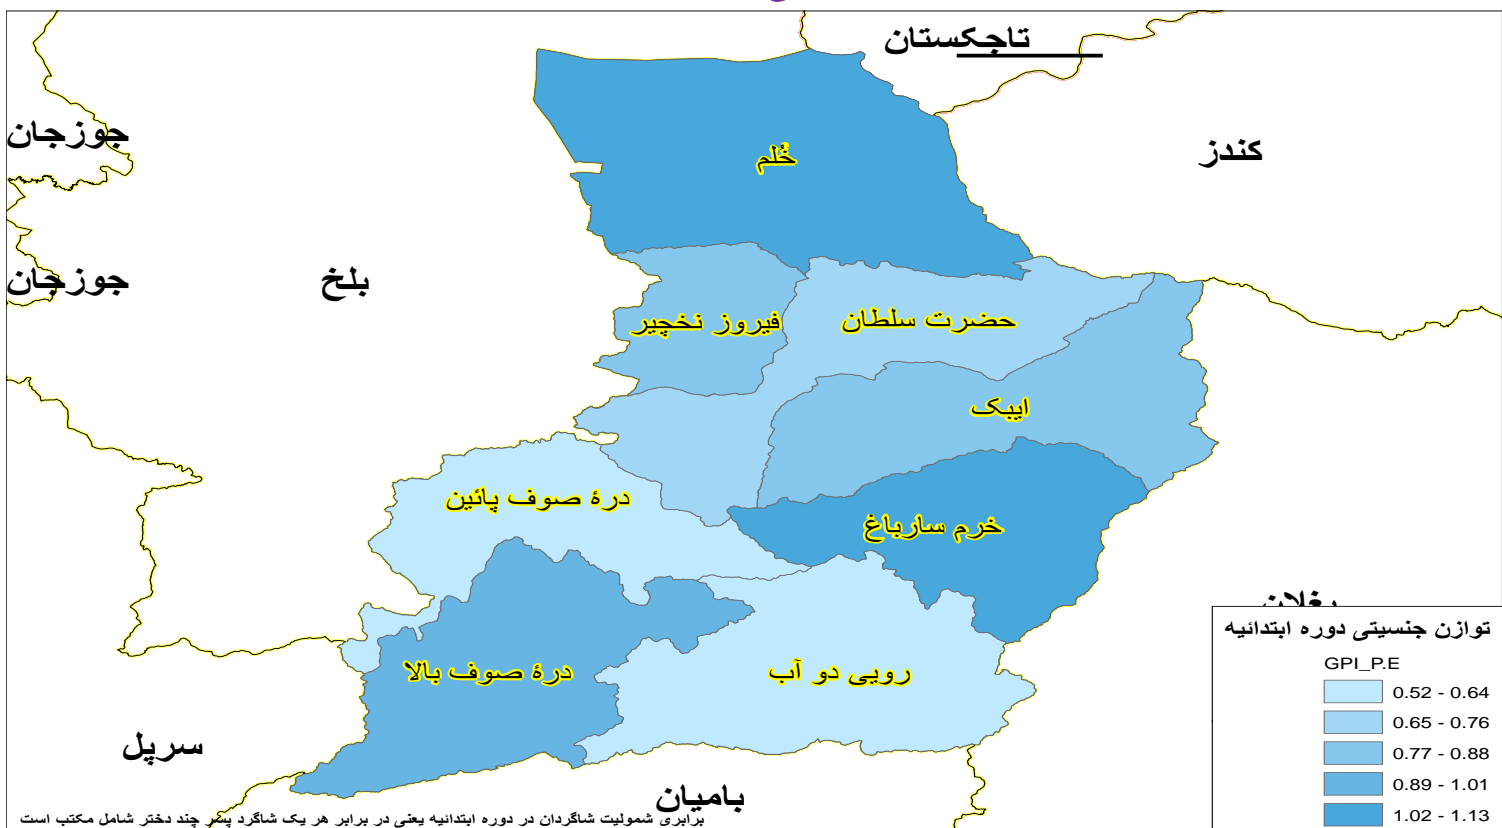 تاجکستان
جوزجان
کندز
خُلم
جوزجان
بلخ
فیروز نخچیر
حضرت سلطان
ایبک
درۀ صوف پائین
خرم سارباغ
بغلان
توازن جنسیتی دوره ابتدائیه
GPI_P.E
0.52 - 0.64
0.65 - 0.76
0.77 - 0.88
0.89 - 1.01
1.02 - 1.13
درۀ صوف بالا
رویی دو آب
سرپل
بامیان
برابری شمولیت شاگردان در دوره ابتدائیه یعنی در برابر هر یک شاگرد پسر چند دختر شامل مکتب است